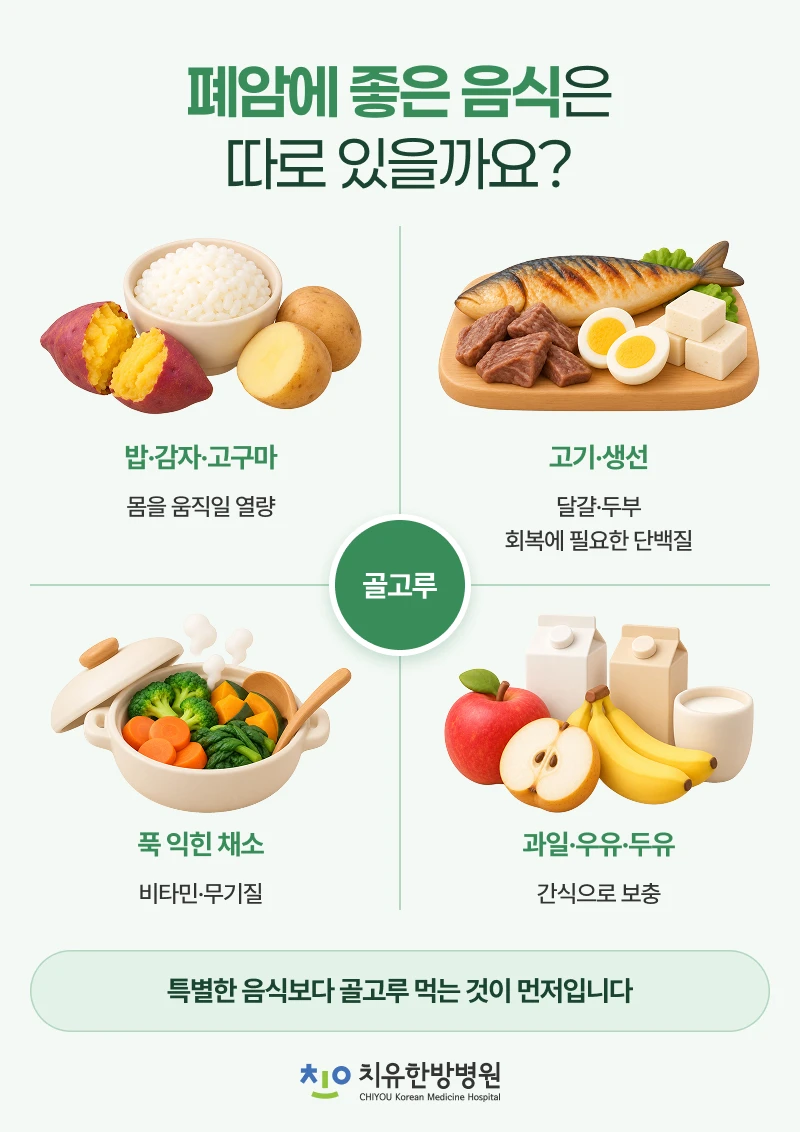 폐암에 좋은 음식은
따로 있을까요?
밥·감자·고구마
몸을 움직일 열량
고기·생선
달걀·두부
회복에 필요한 단백질
골고루
푹 익힌 채소
비타민·무기질
과일·우유·두유
간식으로 보충
특별한 음식보다 골고루 먹는 것이 먼저입니다
치유한방병원
CHIYOU Korean Medicine Hospital